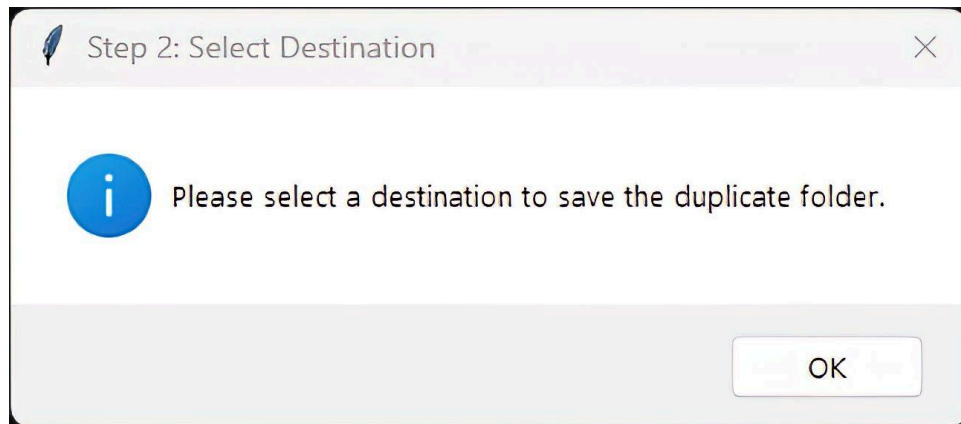 Step 2: Select Destination
Please select a destination to save the duplicate folder.
OK